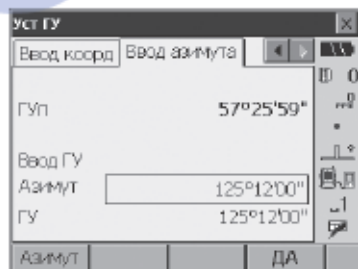 Уст ГУ
Ввод коорд Ввод азимута
ГУп 57°25'59"
Ввод ГУ
Азимут 125°12'00"
ГУ 125°12'00"
Азимут ДА